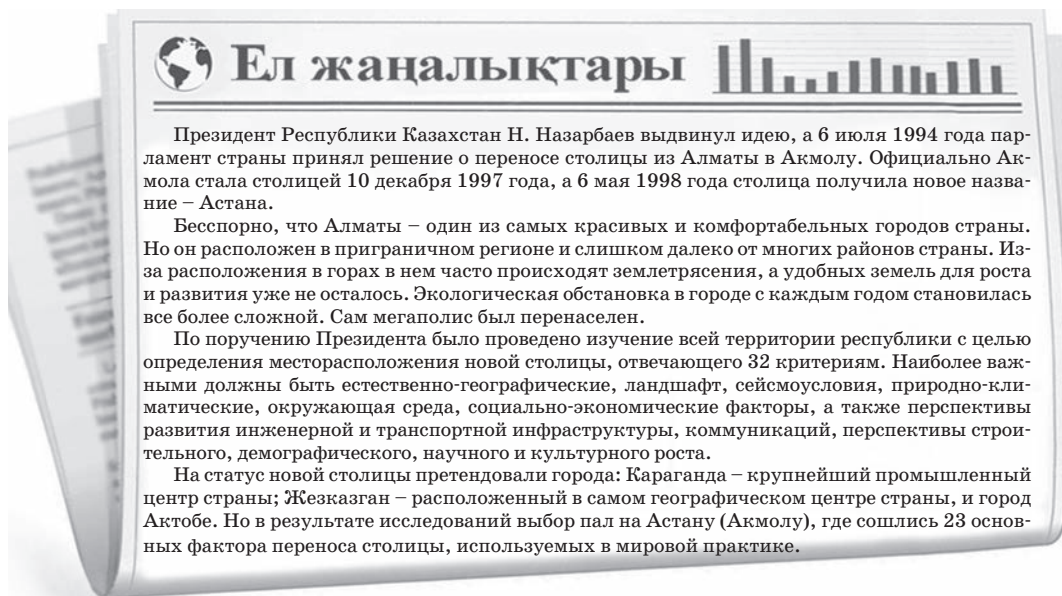 Ел жаңалықтары
Президент Республики Казахстан Н. Назарбаев выдвинул идею, а 6 июля 1994 года пар-
ламент страны принял решение о переносе столицы из Алматы в Акмолу. Официально Ак-
мола стала столицей 10 декабря 1997 года, а 6 мая 1998 года столица получила новое назва-
ние – Астана.
Бесспорно, что Алматы – один из самых красивых и комфортабельных городов страны.
Но он расположен в приграничном регионе и слишком далеко от многих районов страны. Из-
за расположения в горах в нем часто происходят землетрясения, а удобных земель для роста
и развития уже не осталось. Экологическая обстановка в городе с каждым годом становилась
все более сложной. Сам мегаполис был перенаселен.
По поручению Президента было проведено изучение всей территории республики с целью
определения месторасположения новой столицы, отвечающего 32 критериям. Наиболее важ-
ными должны быть естественно-географические, ландшафт, сейсмоусловия, природно-кли-
матические, окружающая среда, социально-экономические факторы, а также перспективы
развития инженерной и транспортной инфраструктуры, коммуникаций, перспективы строи-
тельного, демографического, научного и культурного роста.
На статус новой столицы претендовали города: Караганда – крупнейший промышленный
центр страны; Жезказган – расположенный в самом географическом центре страны, и город
Актобе. Но в результате исследований выбор пал на Астану (Акмолу), где сошлись 23 основ-
ных фактора переноса столицы, используемых в мировой практике.